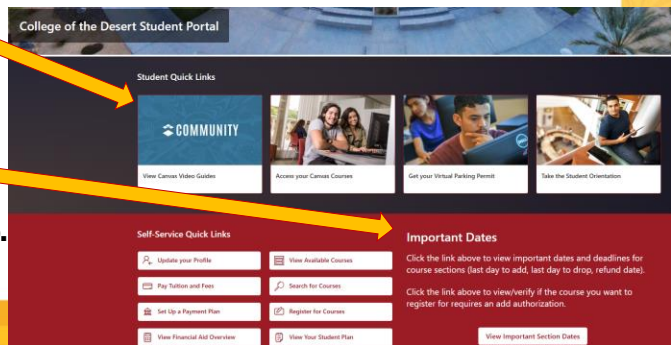 College of the Desert Student Portal
Student Quick Links
COMMUNITY
View Canvas Video Guides
Access your Canvas Courses
Get your Virtual Parking Permit
Take the Student Orientation
.
Self-Service Quick Links
Update your Profile
View Available Courses
Pay Tuition and Fees
Search for Courses
Set Up a Payment Plan
Register for Courses
View Financial Aid Overview
View Your Student Plan
Important Dates
Click the link above to view important dates and deadlines for
course sections (last day to add, last day to drop, refund date).
Click the link above to view/verify if the course you want to
register for requires an add authorization.
View Important Section Dates